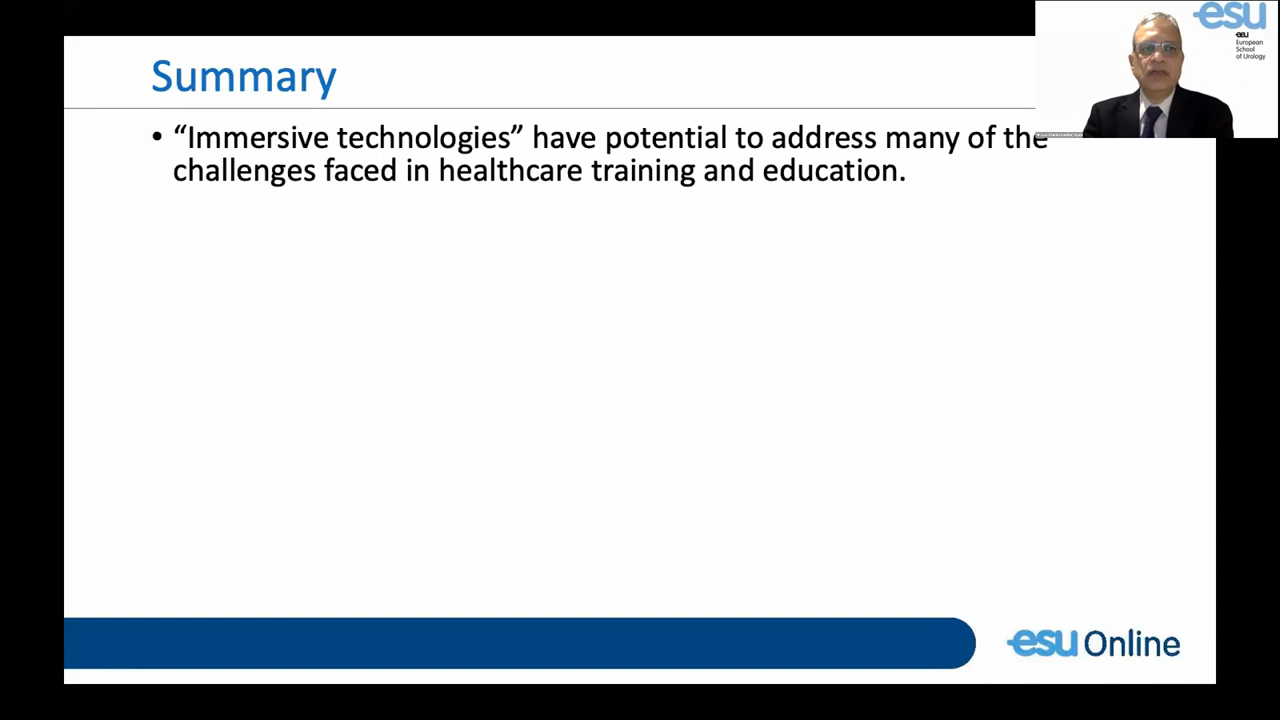 Summary
• “Immersive technologies” have potential to address many of the
challenges faced in healthcare training and education.
esu
eau
European
School
of Urology
esu Online